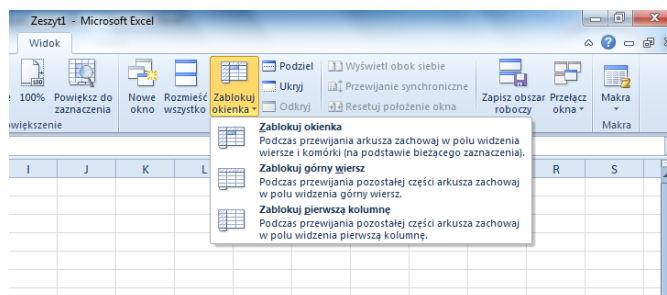 Zeszyt1 - Microsoft Excel
Widok
100%
Powiększ do zaznaczenia
Nowe okno
Rozmieść wszystko
Zablokuj okienka
Podziel
Ukryj
Odkryj
Wyświetl obok siebie
Przewijanie synchroniczne
Resetuj położenie okna
Zapisz obszar roboczy
Przełącz okna
Makra
większenie
Makra
Zablokuj okienka
Podczas przewijania arkusza zachowaj w polu widzenia
wiersze i komórki (na podstawie bieżącego zaznaczenia).
Zablokuj górny wiersz
Podczas przewijania pozostałej części arkusza zachowaj
w polu widzenia górny wiersz.
Zablokuj pierwszą kolumnę
Podczas przewijania pozostałej części arkusza zachowaj
w polu widzenia pierwszą kolumnę.
I J K L R S